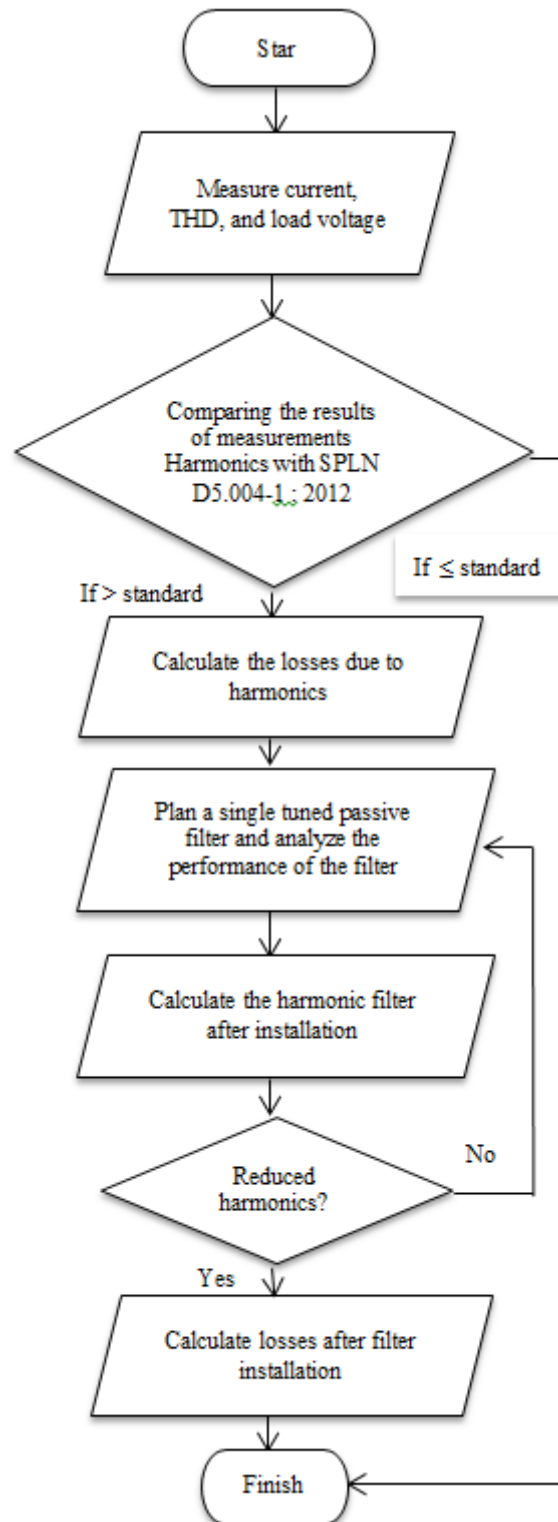 Star
Measure current,
THD, and load voltage
Comparing the results
of measurements
Harmonics with SPLN
D5.004-1 ; 2012
If ≤ standard
If > standard
Calculate the losses due to
harmonics
Plan a single tuned passive
filter and analyze the
performance of the filter
Calculate the harmonic filter
after installation
No
Reduced
harmonics?
Yes
Calculate losses after filter
installation
Finish